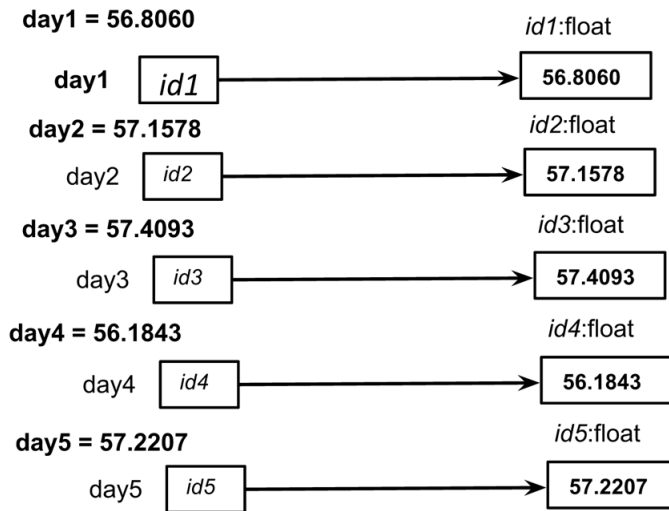 day1 = 56.8060
id1:float
day1 id1 56.8060
day2 = 57.1578
id2:float
day2 id2 57.1578
day3 = 57.4093
id3:float
day3 id3 57.4093
day4 = 56.1843
id4:float
day4 id4 56.1843
day5 = 57.2207
id5:float
day5 id5 57.2207